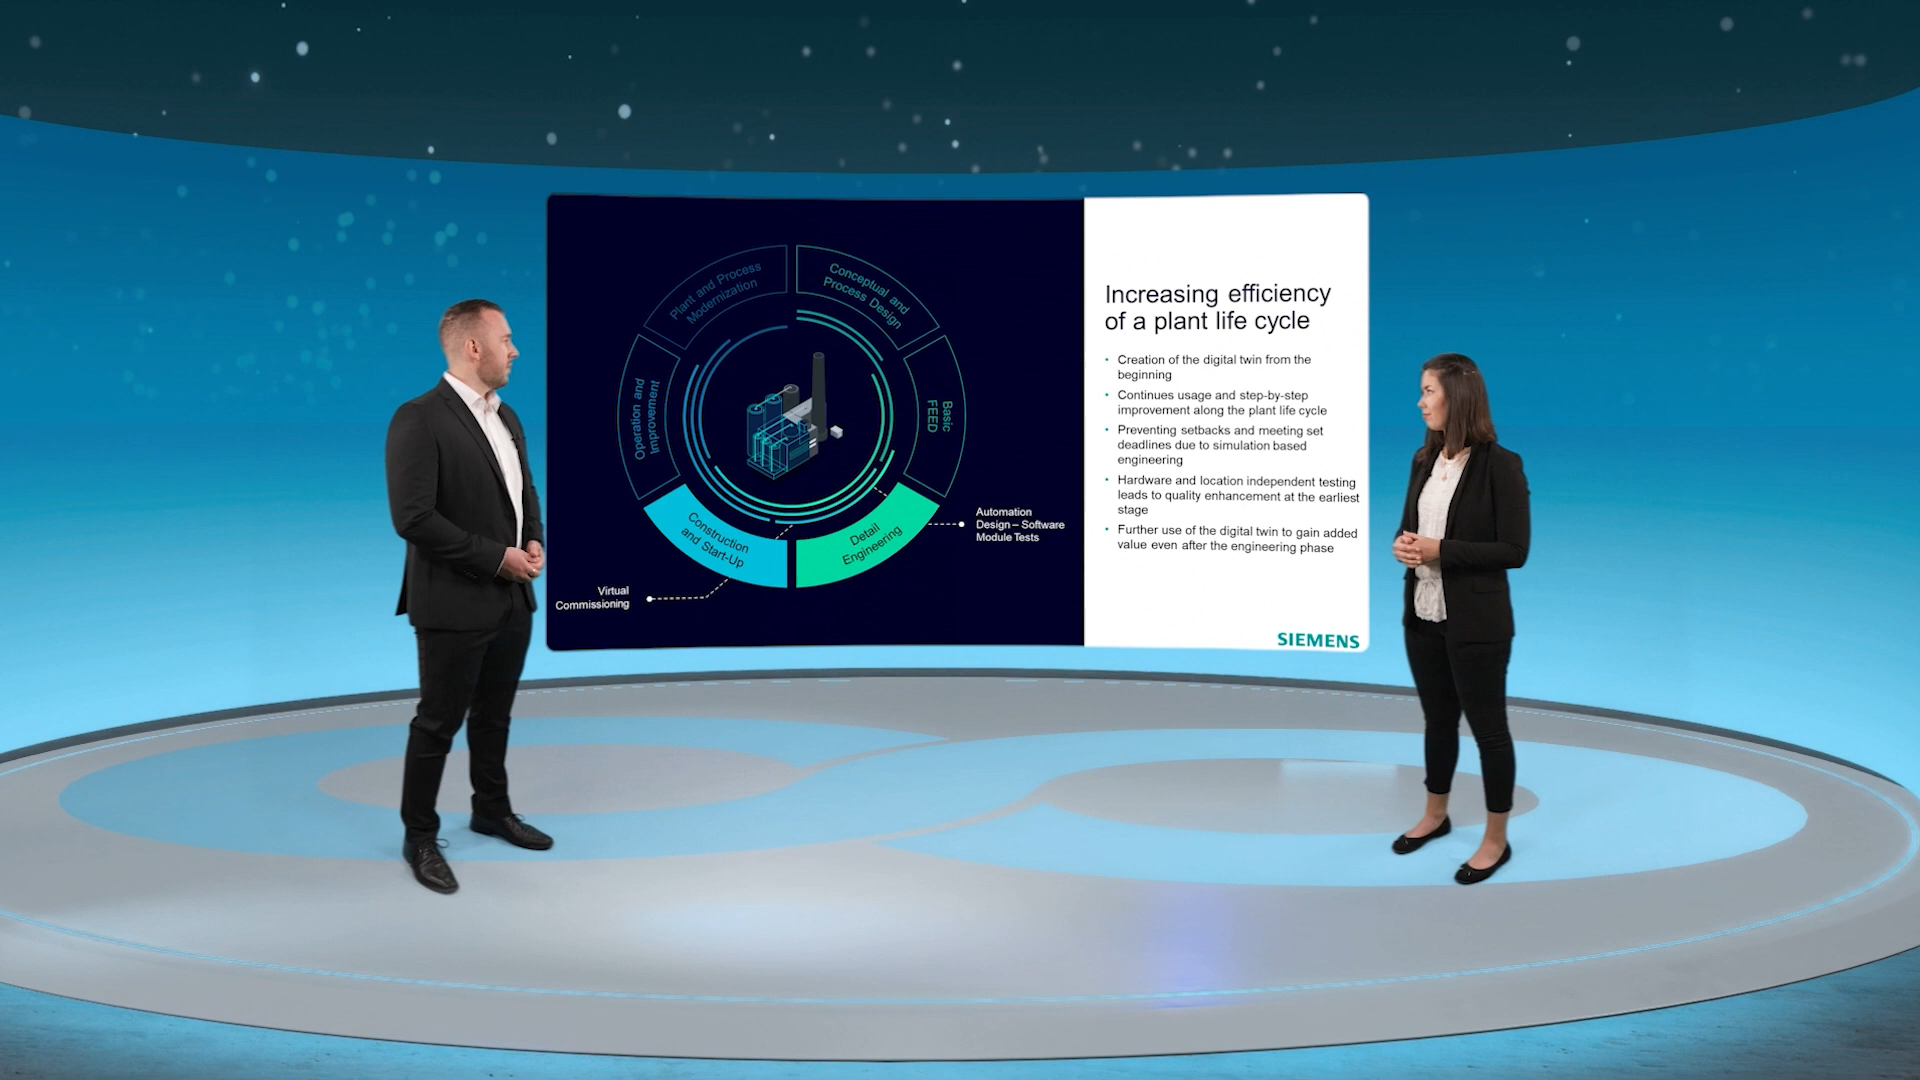 Plant and Process
Modernization
Conceptual and
Process Design
Operation and
Improvement
Basic
FEED
Construction
and Start-Up
Detail
Engineering
Automation
Design – Software
Module Tests
Virtual
Commissioning
Increasing efficiency
of a plant life cycle
• Creation of the digital twin from the
beginning
• Continues usage and step-by-step
improvement along the plant life cycle
• Preventing setbacks and meeting set
deadlines due to simulation based
engineering
• Hardware and location independent testing
leads to quality enhancement at the earliest
stage
• Further use of the digital twin to gain added
value even after the engineering phase
SIEMENS